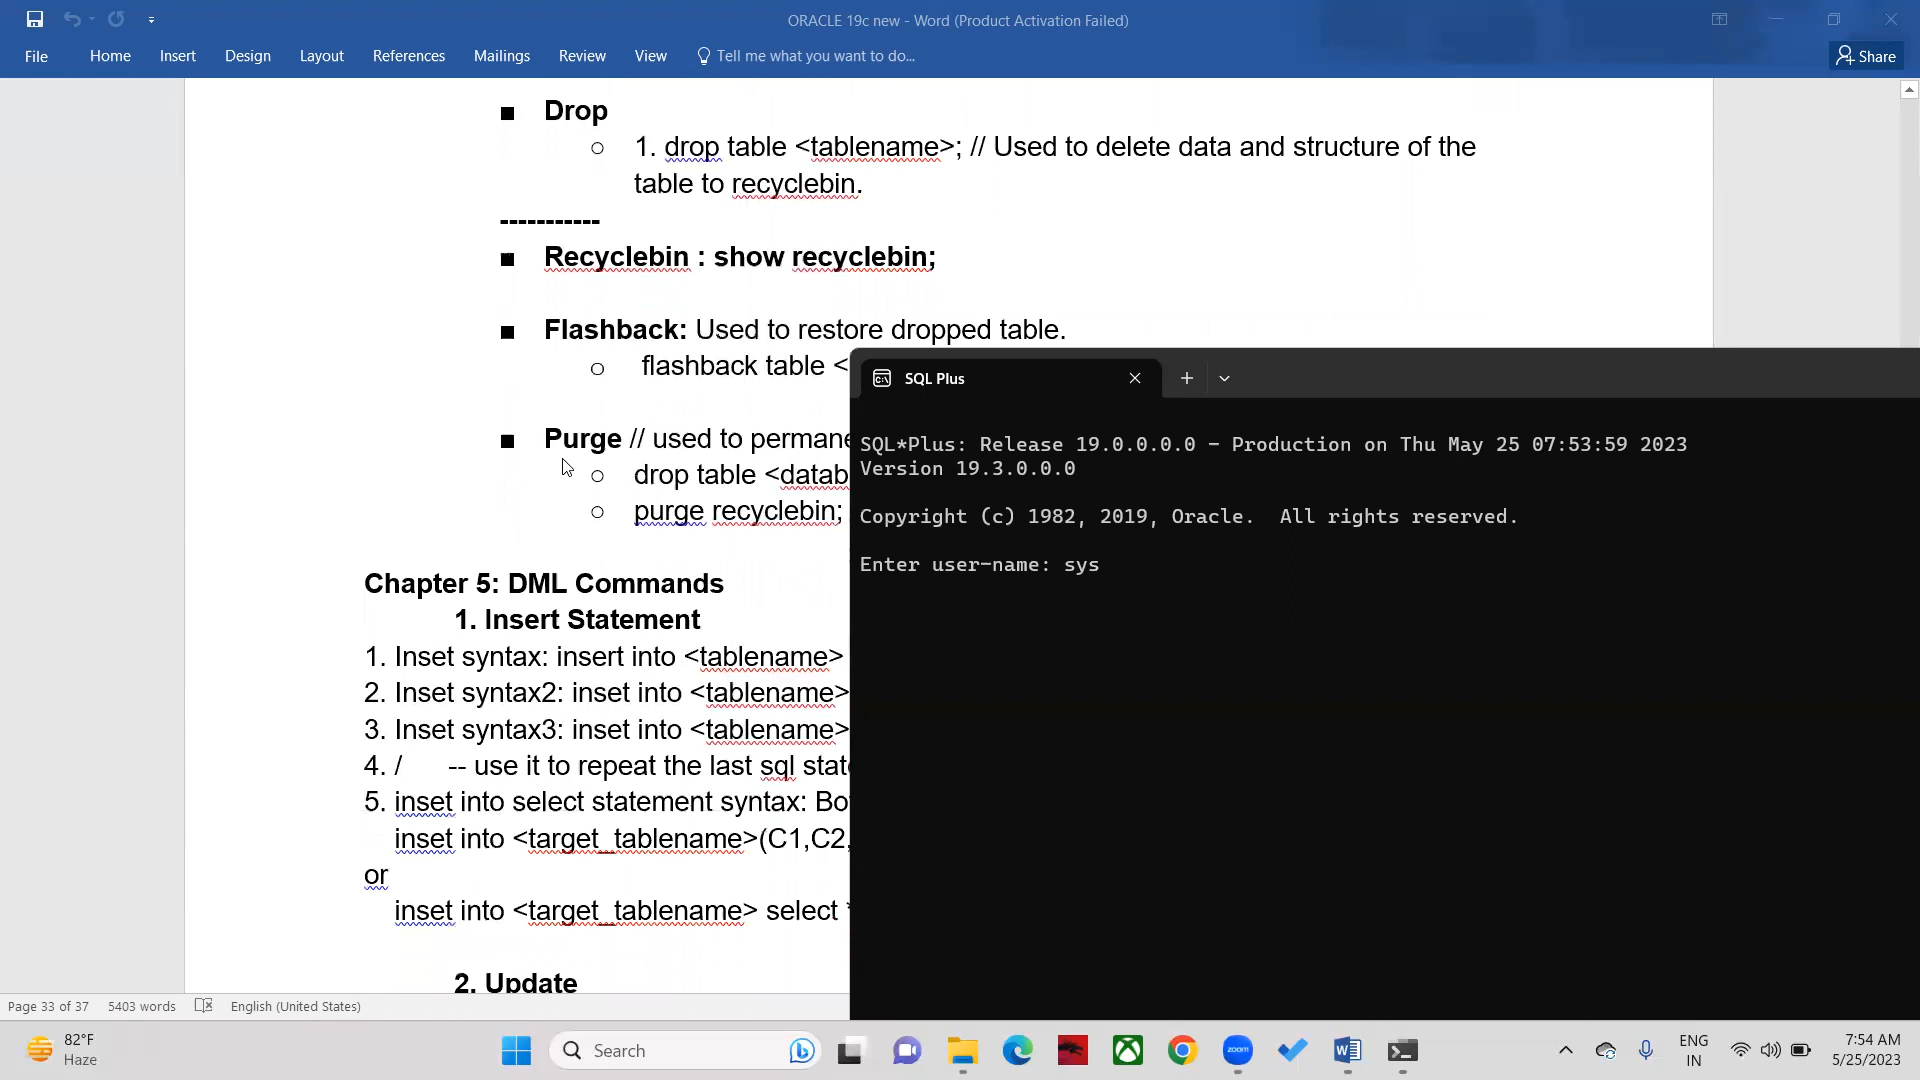 ORACLE 19c new - Word (Product Activation Failed)
File Home Insert Design Layout References Mailings Review View Tell me what you want to do... Share
■ Drop
○ 1. drop table <tablename>; // Used to delete data and structure of the
table to recyclebin.
-----------
■ Recyclebin : show recyclebin;
■ Flashback: Used to restore dropped table.
○ flashback table <
■ Purge // used to permane
○ drop table <datab
○ purge recyclebin;
Chapter 5: DML Commands
1. Insert Statement
1. Inset syntax: insert into <tablename>
2. Inset syntax2: inset into <tablename>
3. Inset syntax3: inset into <tablename>
4. / -- use it to repeat the last sql state
5. inset into select statement syntax: Bo
inset into <target_tablename>(C1,C2,
or
inset into <target_tablename> select *
2. Update
SQL Plus
SQL*Plus: Release 19.0.0.0.0 - Production on Thu May 25 07:53:59 2023
Version 19.3.0.0.0
Copyright (c) 1982, 2019, Oracle.  All rights reserved.
Enter user-name: sys
Page 33 of 37 5403 words English (United States)
82°F
Haze
Search
zoom
ENG
IN
7:54 AM
5/25/2023